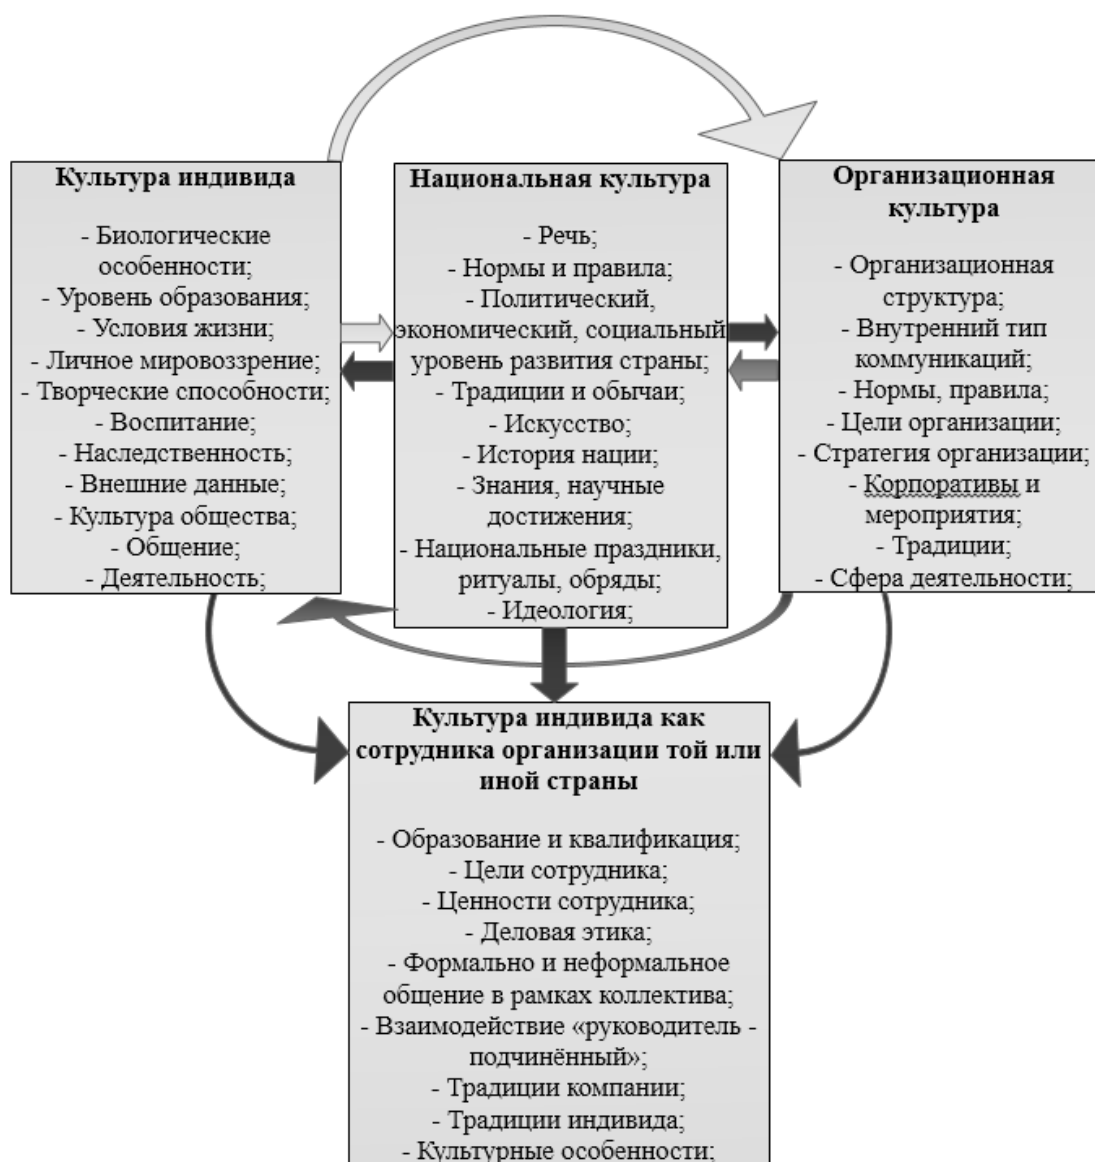 Культура индивида
- Биологические
особенности;
- Уровень образования;
- Условия жизни;
- Личное мировоззрение;
- Творческие способности;
- Воспитание;
- Наследственность;
- Внешние данные;
- Культура общества;
- Общение;
- Деятельность;
Национальная культура
- Речь;
- Нормы и правила;
- Политический,
экономический, социальный
уровень развития страны;
- Традиции и обычаи;
- Искусство;
- История нации;
- Знания, научные
достижения;
- Национальные праздники,
ритуалы, обряды;
- Идеология;
Организационная
культура
- Организационная
структура;
- Внутренний тип
коммуникаций;
- Нормы, правила;
- Цели организации;
- Стратегия организации;
- Корпоративы и
мероприятия;
- Традиции;
- Сфера деятельности;
Культура индивида как
сотрудника организации той или
иной страны
- Образование и квалификация;
- Цели сотрудника;
- Ценности сотрудника;
- Деловая этика;
- Формально и неформальное
общение в рамках коллектива;
- Взаимодействие «руководитель -
подчинённый»;
- Традиции компании;
- Традиции индивида;
- Культурные особенности;